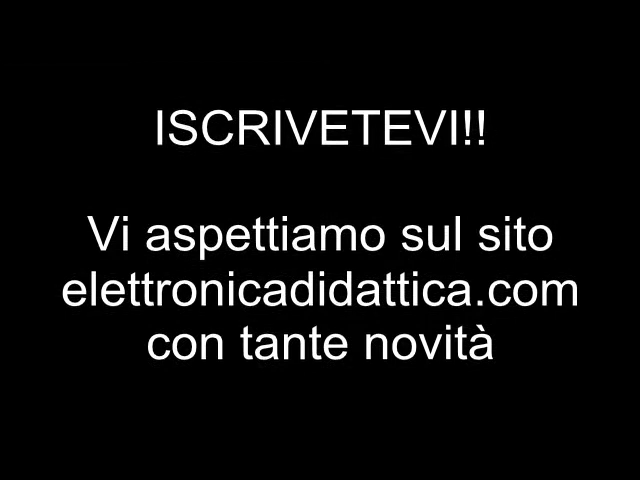 ISCRIVETEVI!!
Vi aspettiamo sul sito
elettronicadidattica.com
con tante novità